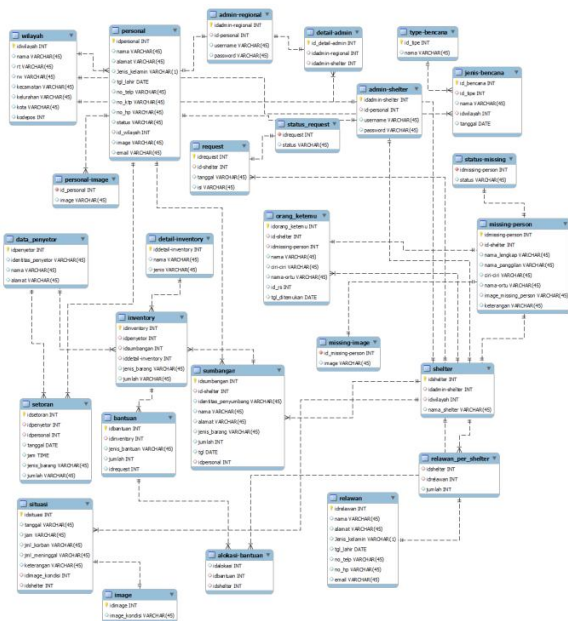 wilayah
idwilayah INT
nama VARCHAR(45)
rt VARCHAR(45)
rw VARCHAR(45)
kecamatan VARCHAR(45)
kelurahan VARCHAR(45)
kota VARCHAR(45)
kodepos INT
personal
idpersonal INT
nama VARCHAR(45)
alamat VARCHAR(45)
Jenis_kelamin VARCHAR(1)
tgl_lahir DATE
no_telp VARCHAR(45)
no_ktp VARCHAR(45)
no_hp VARCHAR(45)
status VARCHAR(45)
id_wilayah INT
image VARCHAR(45)
email VARCHAR(45)
admin-regional
idadmin-regional INT
id-personal INT
username VARCHAR(45)
password VARCHAR(45)
detail-admin
id_detail-admin INT
idadmin-regional INT
idadmin-shelter INT
type-bencana
id_tipe INT
nama VARCHAR(45)
jenis-bencana
id_bencana INT
id_tipe INT
nama VARCHAR(45)
idwilayah INT
tanggal DATE
admin-shelter
idadmin-shelter INT
id-personal INT
username VARCHAR(45)
password VARCHAR(45)
status_request
idrequest INT
status VARCHAR(45)
request
idrequest INT
id-shelter INT
tanggal VARCHAR(45)
personal-image
id_personal INT
image VARCHAR(45)
status-missing
idmissing-person INT
status VARCHAR(45)
orang_ketemu
idorang_ketemu INT
id-shelter INT
idmissing-person INT
nama VARCHAR(45)
ciri-ciri VARCHAR(45)
nama-ortu VARCHAR(45)
id_rs INT
tgl_ditemukan DATE
missing-person
idmissing-person INT
id-shelter INT
nama_lengkap VARCHAR(45)
nama_panggilan VARCHAR(45)
ciri-ciri VARCHAR(45)
nama-ortu VARCHAR(45)
image_missing_person VARCHAR(45)
keterangan VARCHAR(45)
data_penyetor
idpenyetor INT
identitas_penyetor VARCHAR(45)
nama VARCHAR(45)
alamat VARCHAR(45)
detail-inventory
iddetail-inventory INT
nama VARCHAR(45)
jenis VARCHAR(45)
inventory
idinventory INT
idpenyetor INT
idsumbangan INT
iddetail-inventory INT
jenis_barang VARCHAR(45)
jumlah VARCHAR(45)
missing-image
id_missing-person INT
image VARCHAR(45)
shelter
idshelter INT
idadmin-shelter INT
idwilayah INT
nama_shelter VARCHAR(45)
sumbangan
idsumbangan INT
id-shelter INT
identitas_penyumbang VARCHAR(45)
nama VARCHAR(45)
alamat VARCHAR(45)
jenis_barang VARCHAR(45)
jumlah INT
tgl DATE
idpersonal INT
setoran
idsetoran INT
idpenyetor INT
idpersonal INT
tanggal DATE
jam TIME
jenis_barang VARCHAR(45)
jumlah VARCHAR(45)
bantuan
idbantuan INT
idinventory INT
jenis_bantuan VARCHAR(45)
jumlah INT
idrequest INT
relawan_per_shelter
idshelter INT
idrelawan INT
jumlah INT
situasi
idsituasi INT
tanggal VARCHAR(45)
jam VARCHAR(45)
jml_korban VARCHAR(45)
jml_meninggal VARCHAR(45)
keterangan VARCHAR(45)
idimage_kondisi INT
idshelter INT
relawan
idrelawan INT
nama VARCHAR(45)
alamat VARCHAR(45)
Jenis_kelamin VARCHAR(1)
tgl_lahir DATE
no_telp VARCHAR(45)
no_hp VARCHAR(45)
email VARCHAR(45)
alokasi-bantuan
idalokasi INT
idbantuan INT
idshelter INT
image
idimage INT
image_kondisi VARCHAR(45)